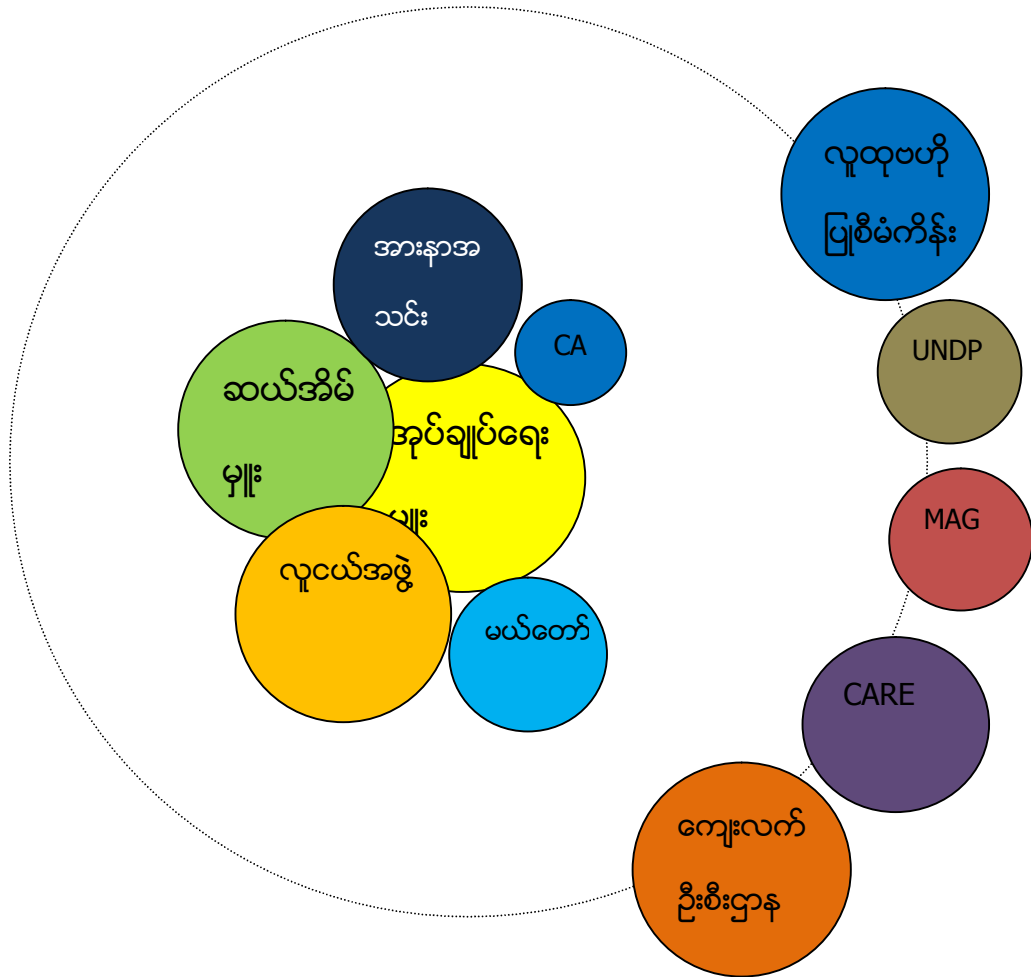 လူထုဗဟို
ပြုစီမံကိန်း
အားနာအ
သင်း
CA
UNDP
ဆယ်အိမ်
မှူး
အုပ်ချုပ်ရေး
မှူး
MAG
လူငယ်အဖွဲ့
မယ်တော်
CARE
ကျေးလက်
ဦးစီးဌာန